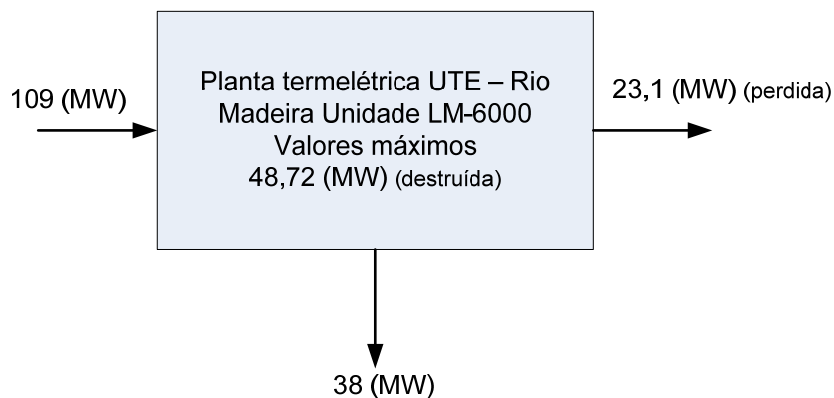 109 (MW)
Planta termelétrica UTE – Rio
Madeira Unidade LM-6000
Valores máximos
48,72 (MW) (destruída)
23,1 (MW) (perdida)
38 (MW)